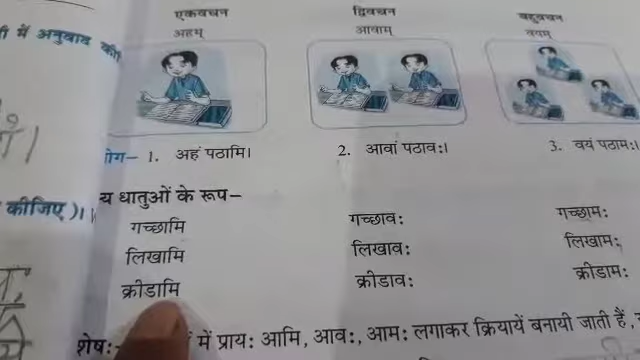 एकवचन द्विवचन बहुवचन
अहम् आवाम् वयम्
में अनुवाद की
1. अहं पठामि। 2. आवां पठावः। 3. वयं पठामः।
धातुओं के रूप–
कीजिए)।
गच्छामि गच्छावः गच्छामः
लिखामि लिखावः लिखामः
क्रीडामि क्रीडावः क्रीडामः
शेषः- में प्रायः आमि, आवः, आमः लगाकर क्रियायें बनायी जाती हैं,